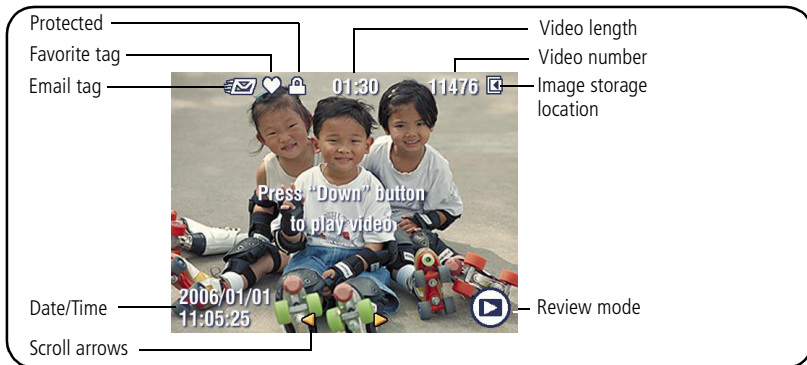 Protected
Favorite tag
Email tag
Video length
Video number
Image storage
location
01:30
11476
Press "Down" button
to play video
2006/01/01
11:05:25
Date/Time
Scroll arrows
Review mode